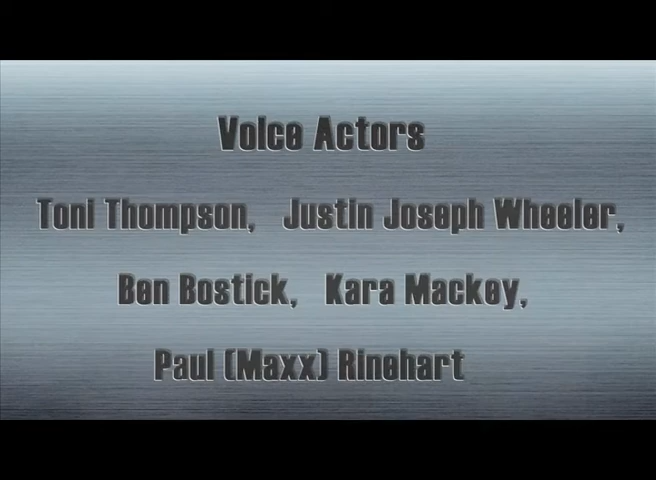 Voice Actors
Toni Thompson, Justin Joseph Wheeler,
Ben Bostick, Kara Mackey,
Paul (Maxx) Rinehart